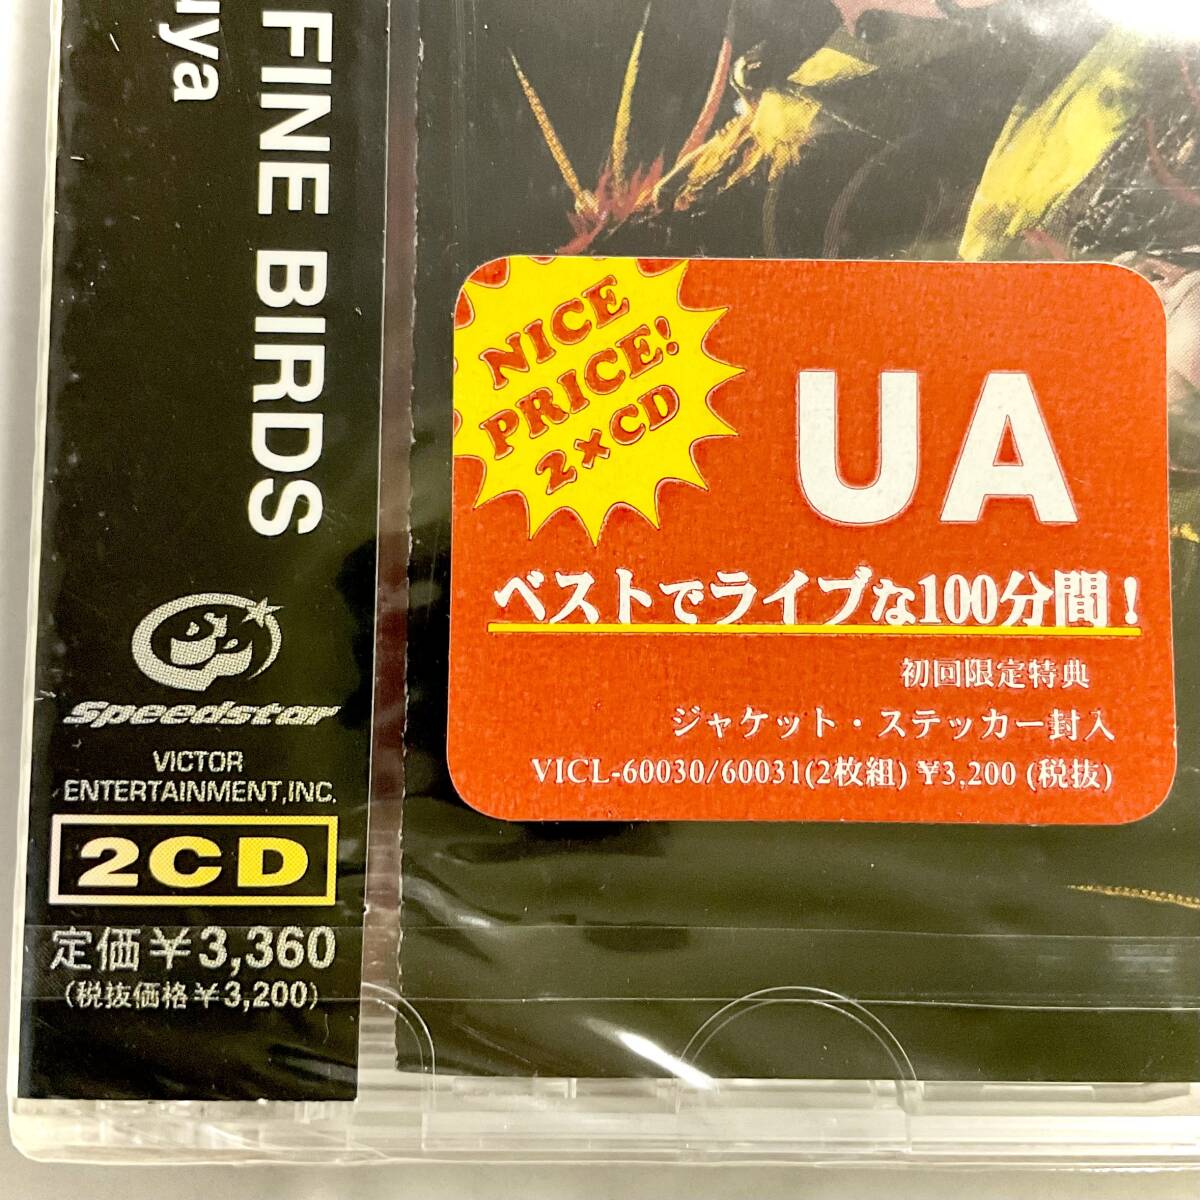 FINE BIRDS
uya
Speedstar
VICTOR
ENTERTAINMENT,INC.
2CD
定価￥3,360
(税抜価格￥3,200)
NICE
PRICE!
2×CD
UA
ベストでライブな100分間！
初回限定特典
ジャケット・ステッカー封入
VICL-60030/60031(2枚組) ¥3,200 (税抜)